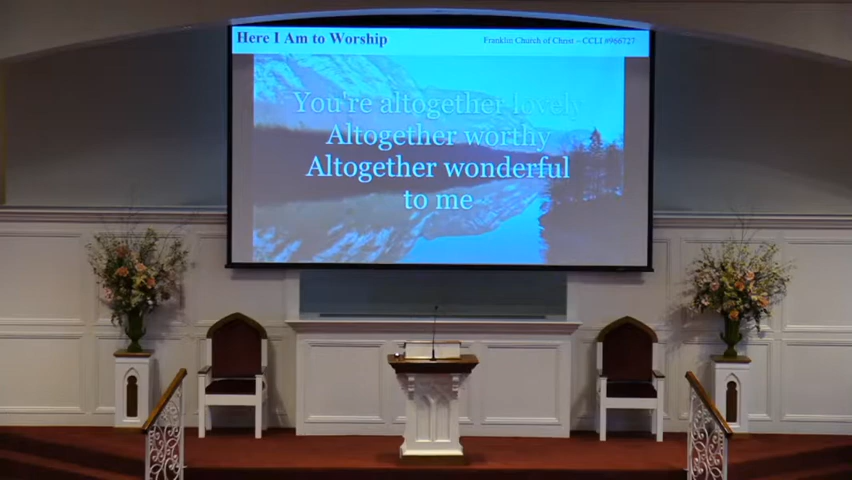 Here I Am to Worship
Franklin Church of Christ – CCLI #966727
You're altogether lovely
Altogether worthy
Altogether wonderful
to me